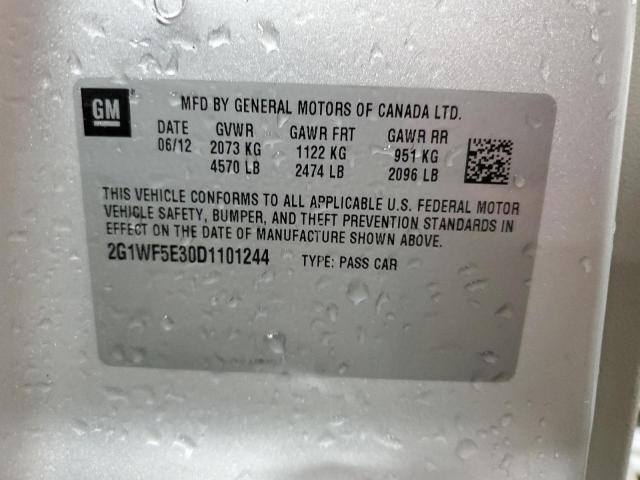 GM
MFD BY GENERAL MOTORS OF CANADA LTD.
DATE GVWR GAWR FRT GAWR RR
06/12 2073 KG 1122 KG 951 KG
4570 LB 2474 LB 2096 LB
THIS VEHICLE CONFORMS TO ALL APPLICABLE U.S. FEDERAL MOTOR
VEHICLE SAFETY, BUMPER, AND THEFT PREVENTION STANDARDS IN
EFFECT ON THE DATE OF MANUFACTURE SHOWN ABOVE.
2G1WF5E30D1101244 TYPE: PASS CAR